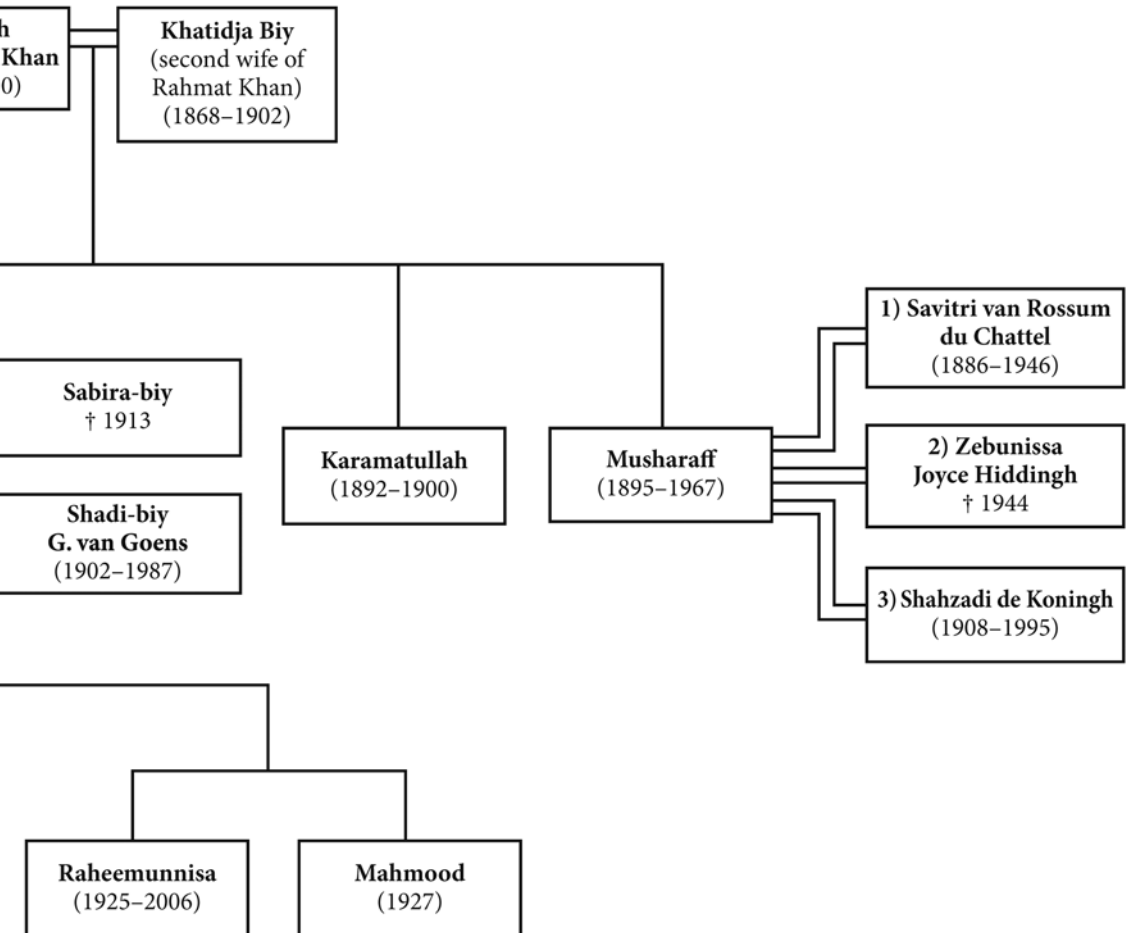 h
Khan
0)
Khatidja Biy
(second wife of
Rahmat Khan)
(1868–1902)
1) Savitri van Rossum
du Chattel
(1886–1946)
Sabira-biy
† 1913
Karamatullah
(1892–1900)
Musharaff
(1895–1967)
2) Zebunissa
Joyce Hiddingh
† 1944
Shadi-biy
G. van Goens
(1902–1987)
3) Shahzadi de Koningh
(1908–1995)
Raheemunnisa
(1925–2006)
Mahmood
(1927)